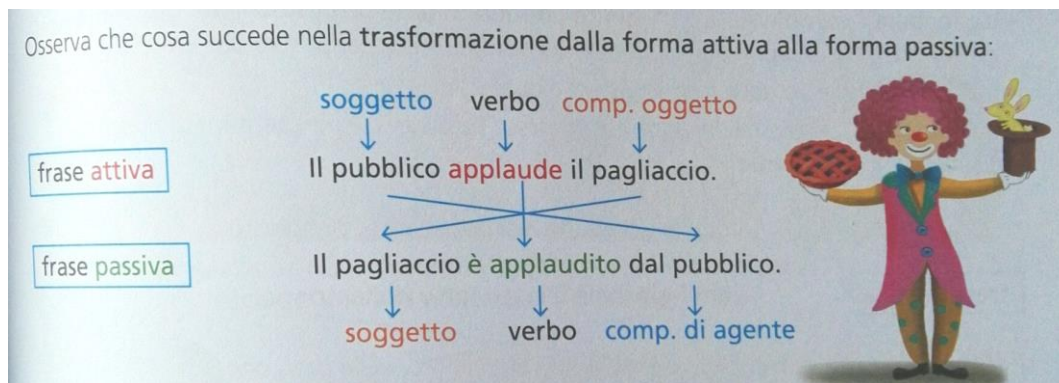 Osserva che cosa succede nella trasformazione dalla forma attiva alla forma passiva:
soggetto verbo comp. oggetto
frase attiva Il pubblico applaude il pagliaccio.
frase passiva Il pagliaccio è applaudito dal pubblico.
soggetto verbo comp. di agente